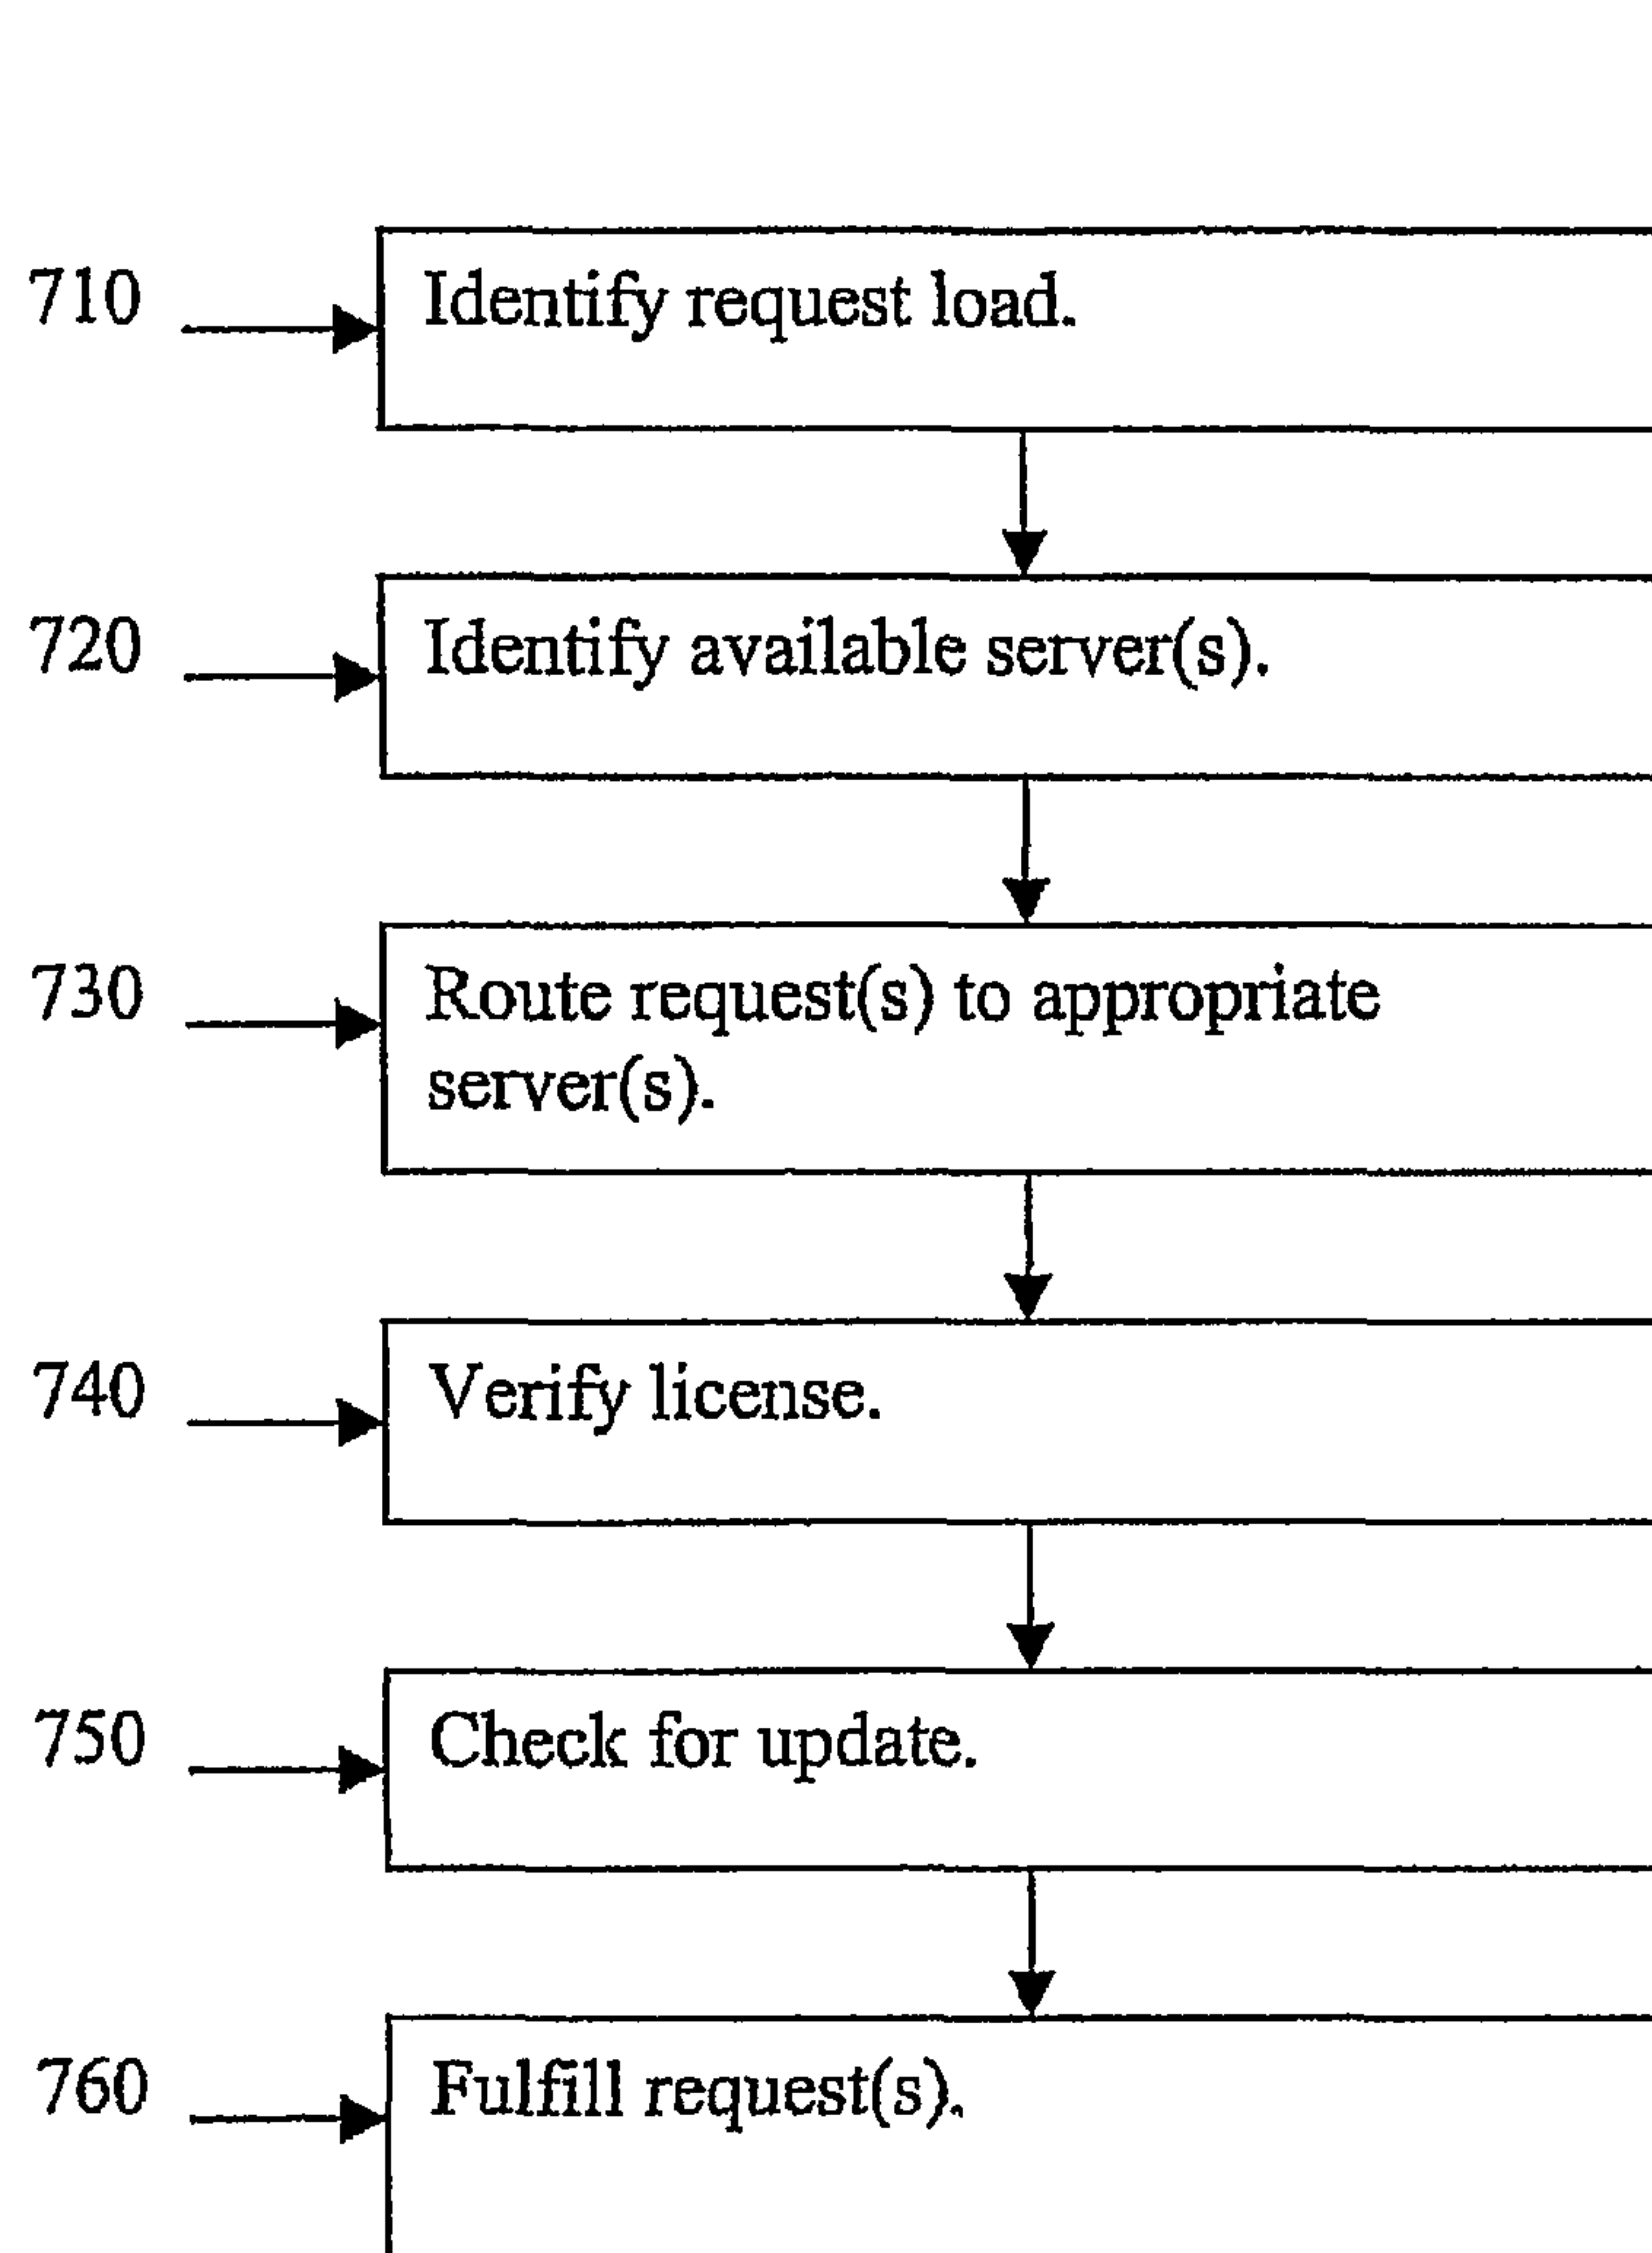 710
Identify request load.
720
Identify available server(s).
730
Route request(s) to appropriate
server(s).
740
Verify license.
750
Check for update.
760
Fulfill request(s).